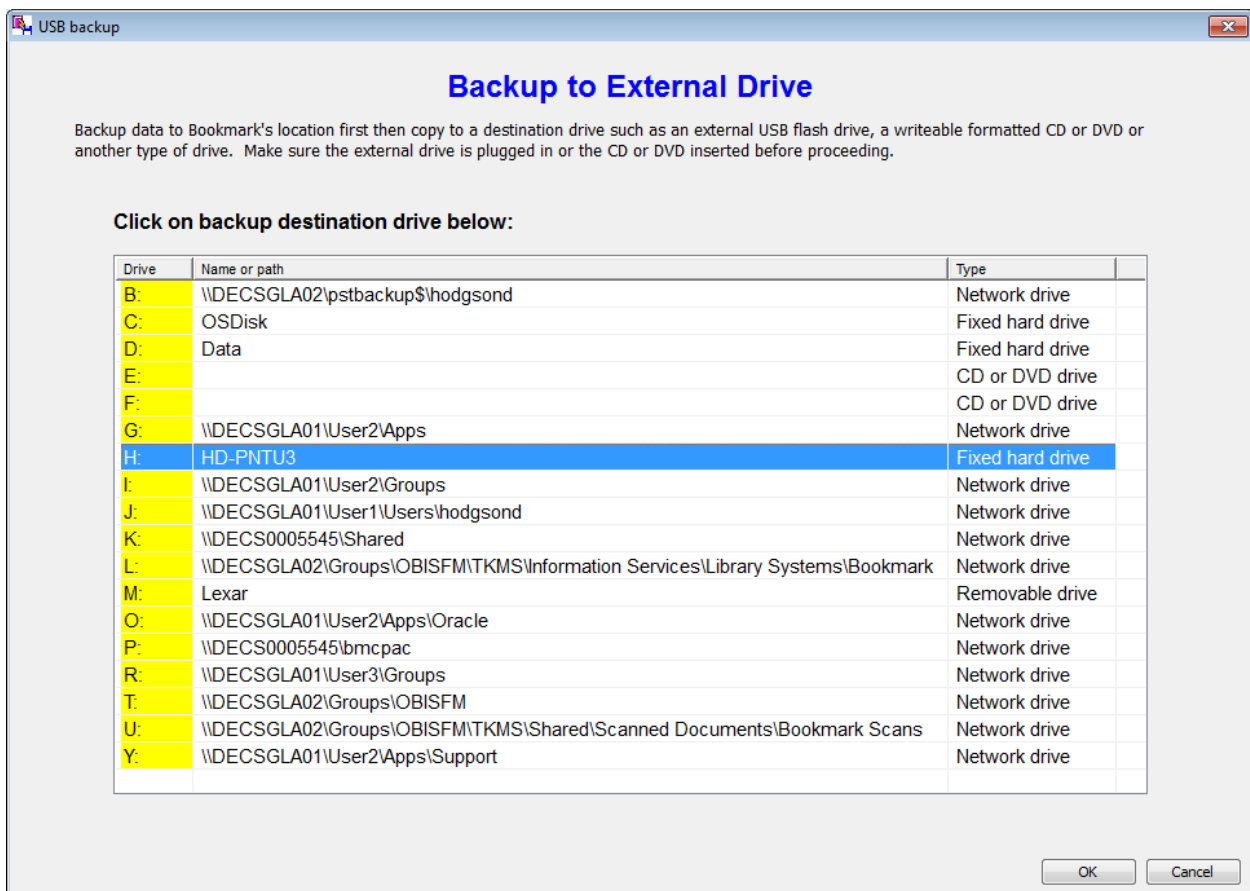 USB backup
Backup to External Drive
Backup data to Bookmark's location first then copy to a destination drive such as an external USB flash drive, a writeable formatted CD or DVD or
another type of drive.  Make sure the external drive is plugged in or the CD or DVD inserted before proceeding.
Click on backup destination drive below:
Drive Name or path Type
B: \\DECSGLA02\pstbackup$\hodgsond Network drive
C: OSDisk Fixed hard drive
D: Data Fixed hard drive
E: CD or DVD drive
F: CD or DVD drive
G: \\DECSGLA01\User2\Apps Network drive
H: HD-PNTU3 Fixed hard drive
I: \\DECSGLA01\User2\Groups Network drive
J: \\DECSGLA01\User1\Users\hodgsond Network drive
K: \\DECS0005545\Shared Network drive
L: \\DECSGLA02\Groups\OBISFM\TKMS\Information Services\Library Systems\Bookmark Network drive
M: Lexar Removable drive
O: \\DECSGLA01\User2\Apps\Oracle Network drive
P: \\DECS0005545\bmcpac Network drive
R: \\DECSGLA01\User3\Groups Network drive
T: \\DECSGLA02\Groups\OBISFM Network drive
U: \\DECSGLA02\Groups\OBISFM\TKMS\Shared\Scanned Documents\Bookmark Scans Network drive
Y: \\DECSGLA01\User2\Apps\Support Network drive
OK Cancel